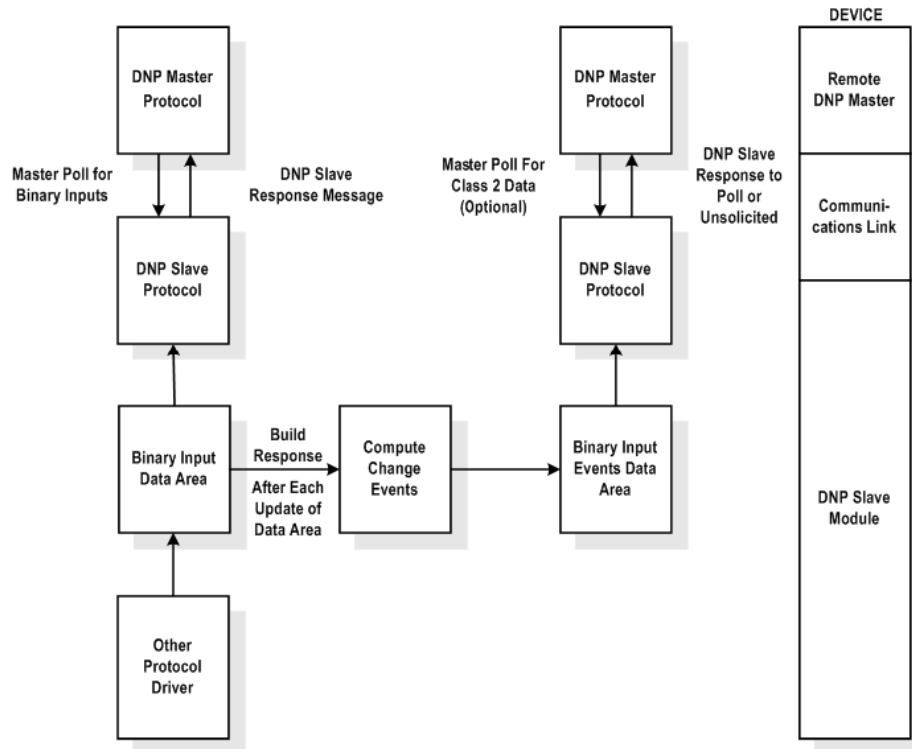 DEVICE
DNP Master
Protocol
DNP Master
Protocol
Remote
DNP Master
Master Poll for
Binary Inputs
DNP Slave
Response Message
Master Poll For
Class 2 Data
(Optional)
DNP Slave
Response to
Poll or
Unsolicited
Communi-
cations Link
DNP Slave
Protocol
DNP Slave
Protocol
Binary Input
Data Area
Build
Response
After Each
Update of
Data Area
Compute
Change
Events
Binary Input
Events Data
Area
DNP Slave
Module
Other
Protocol
Driver